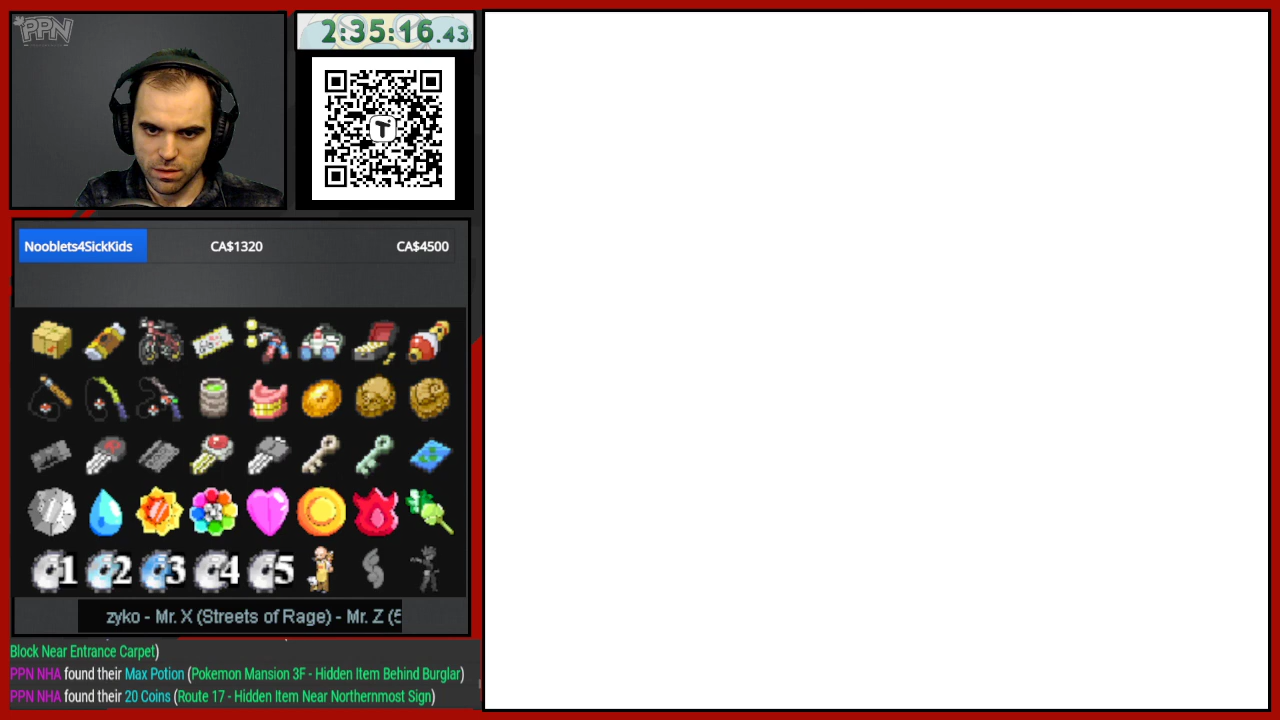 PPN
2:35:16.43
T
Nooblets4SickKids CA$1320 CA$4500
1 2 3 4 5
zyko - Mr. X (Streets of Rage) - Mr. Z (
Block Near Entrance Carpet)
PPN NHA found their Max Potion (Pokemon Mansion 3F - Hidden Item Behind Burglar)
PPN NHA found their 20 Coins (Route 17 - Hidden Item Near Northernmost Sign)